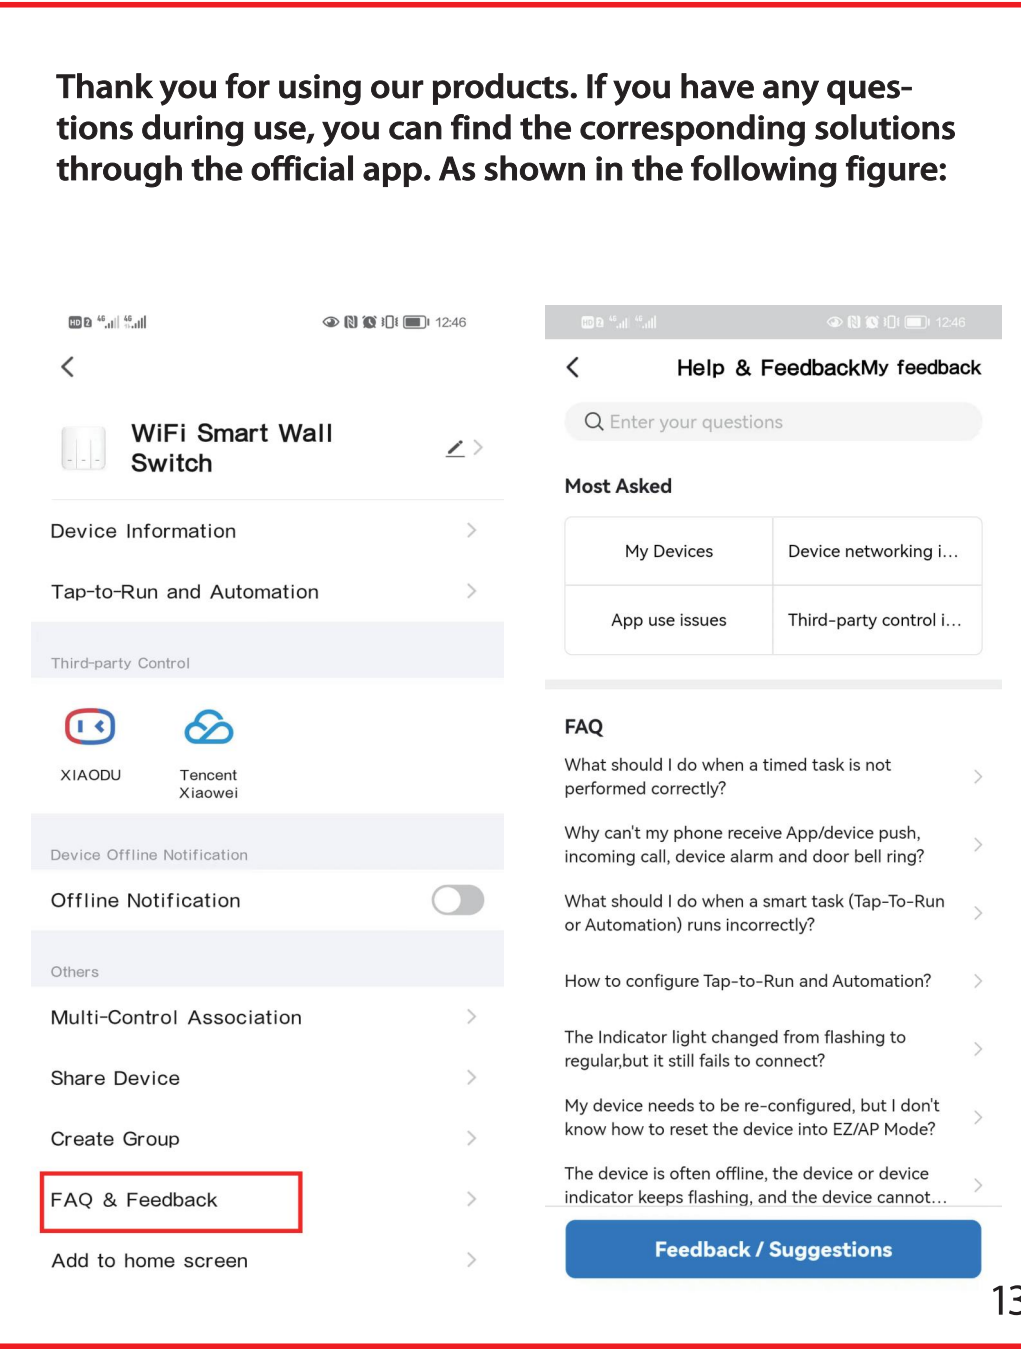 Thank you for using our products. If you have any ques-
tions during use, you can find the corresponding solutions
through the official app. As shown in the following figure:
HD 2 4G 4G 12:46
WiFi Smart Wall
Switch
Device Information
Tap-to-Run and Automation
Third-party Control
XIAODU
Tencent
Xiaowei
Device Offline Notification
Offline Notification
Others
Multi-Control Association
Share Device
Create Group
FAQ & Feedback
Add to home screen
HD 2 4G 4G 12:46
Help & FeedbackMy feedback
Enter your questions
Most Asked
My Devices
Device networking i...
App use issues
Third-party control i...
FAQ
What should I do when a timed task is not
performed correctly?
Why can't my phone receive App/device push,
incoming call, device alarm and door bell ring?
What should I do when a smart task (Tap-To-Run
or Automation) runs incorrectly?
How to configure Tap-to-Run and Automation?
The Indicator light changed from flashing to
regular,but it still fails to connect?
My device needs to be re-configured, but I don't
know how to reset the device into EZ/AP Mode?
The device is often offline, the device or device
indicator keeps flashing, and the device cannot...
Feedback / Suggestions
13